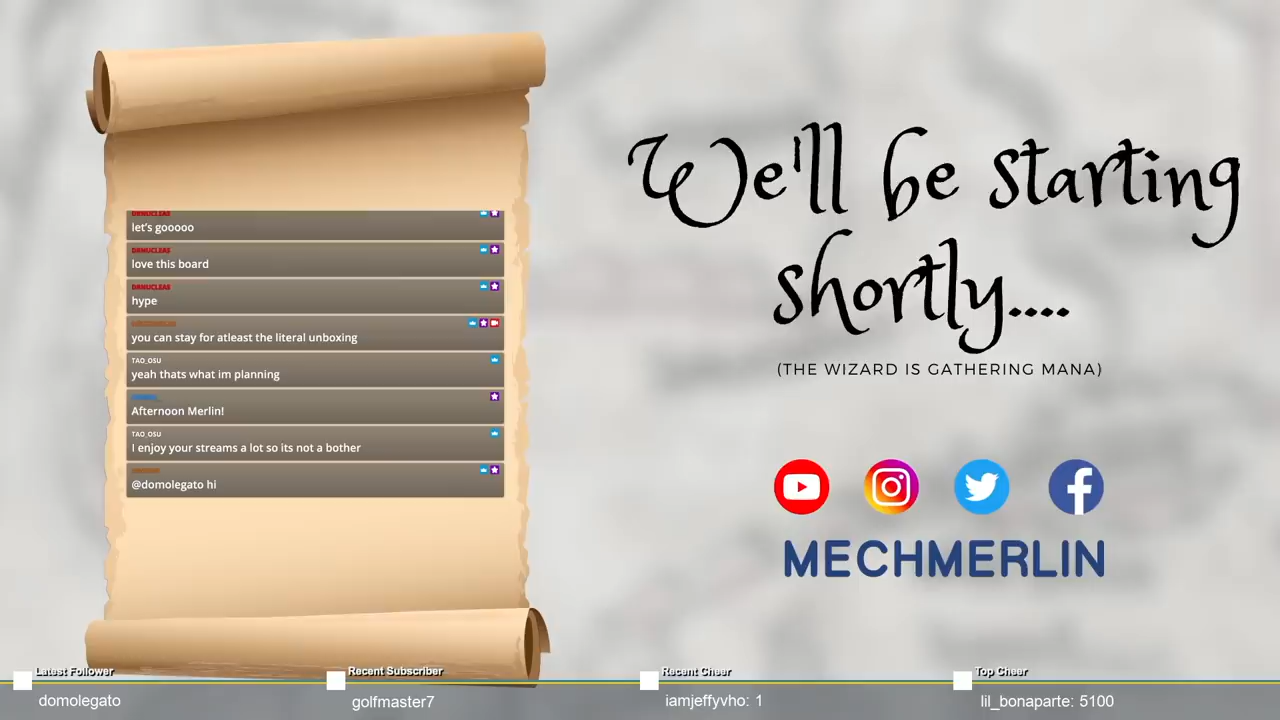 DRNUCLEAS
let's gooooo
DRNUCLEAS
love this board
DRNUCLEAS
hype
you can stay for atleast the literal unboxing
TAO_OSU
yeah thats what im planning
Afternoon Merlin!
TAO_OSU
I enjoy your streams a lot so its not a bother
@domolegato hi
We'll be starting
shortly....
(THE WIZARD IS GATHERING MANA)
MECHMERLIN
Latest Follower
domolegato
Recent Subscriber
golfmaster7
Recent Cheer
iamjeffyvho: 1
Top Cheer
lil_bonaparte: 5100